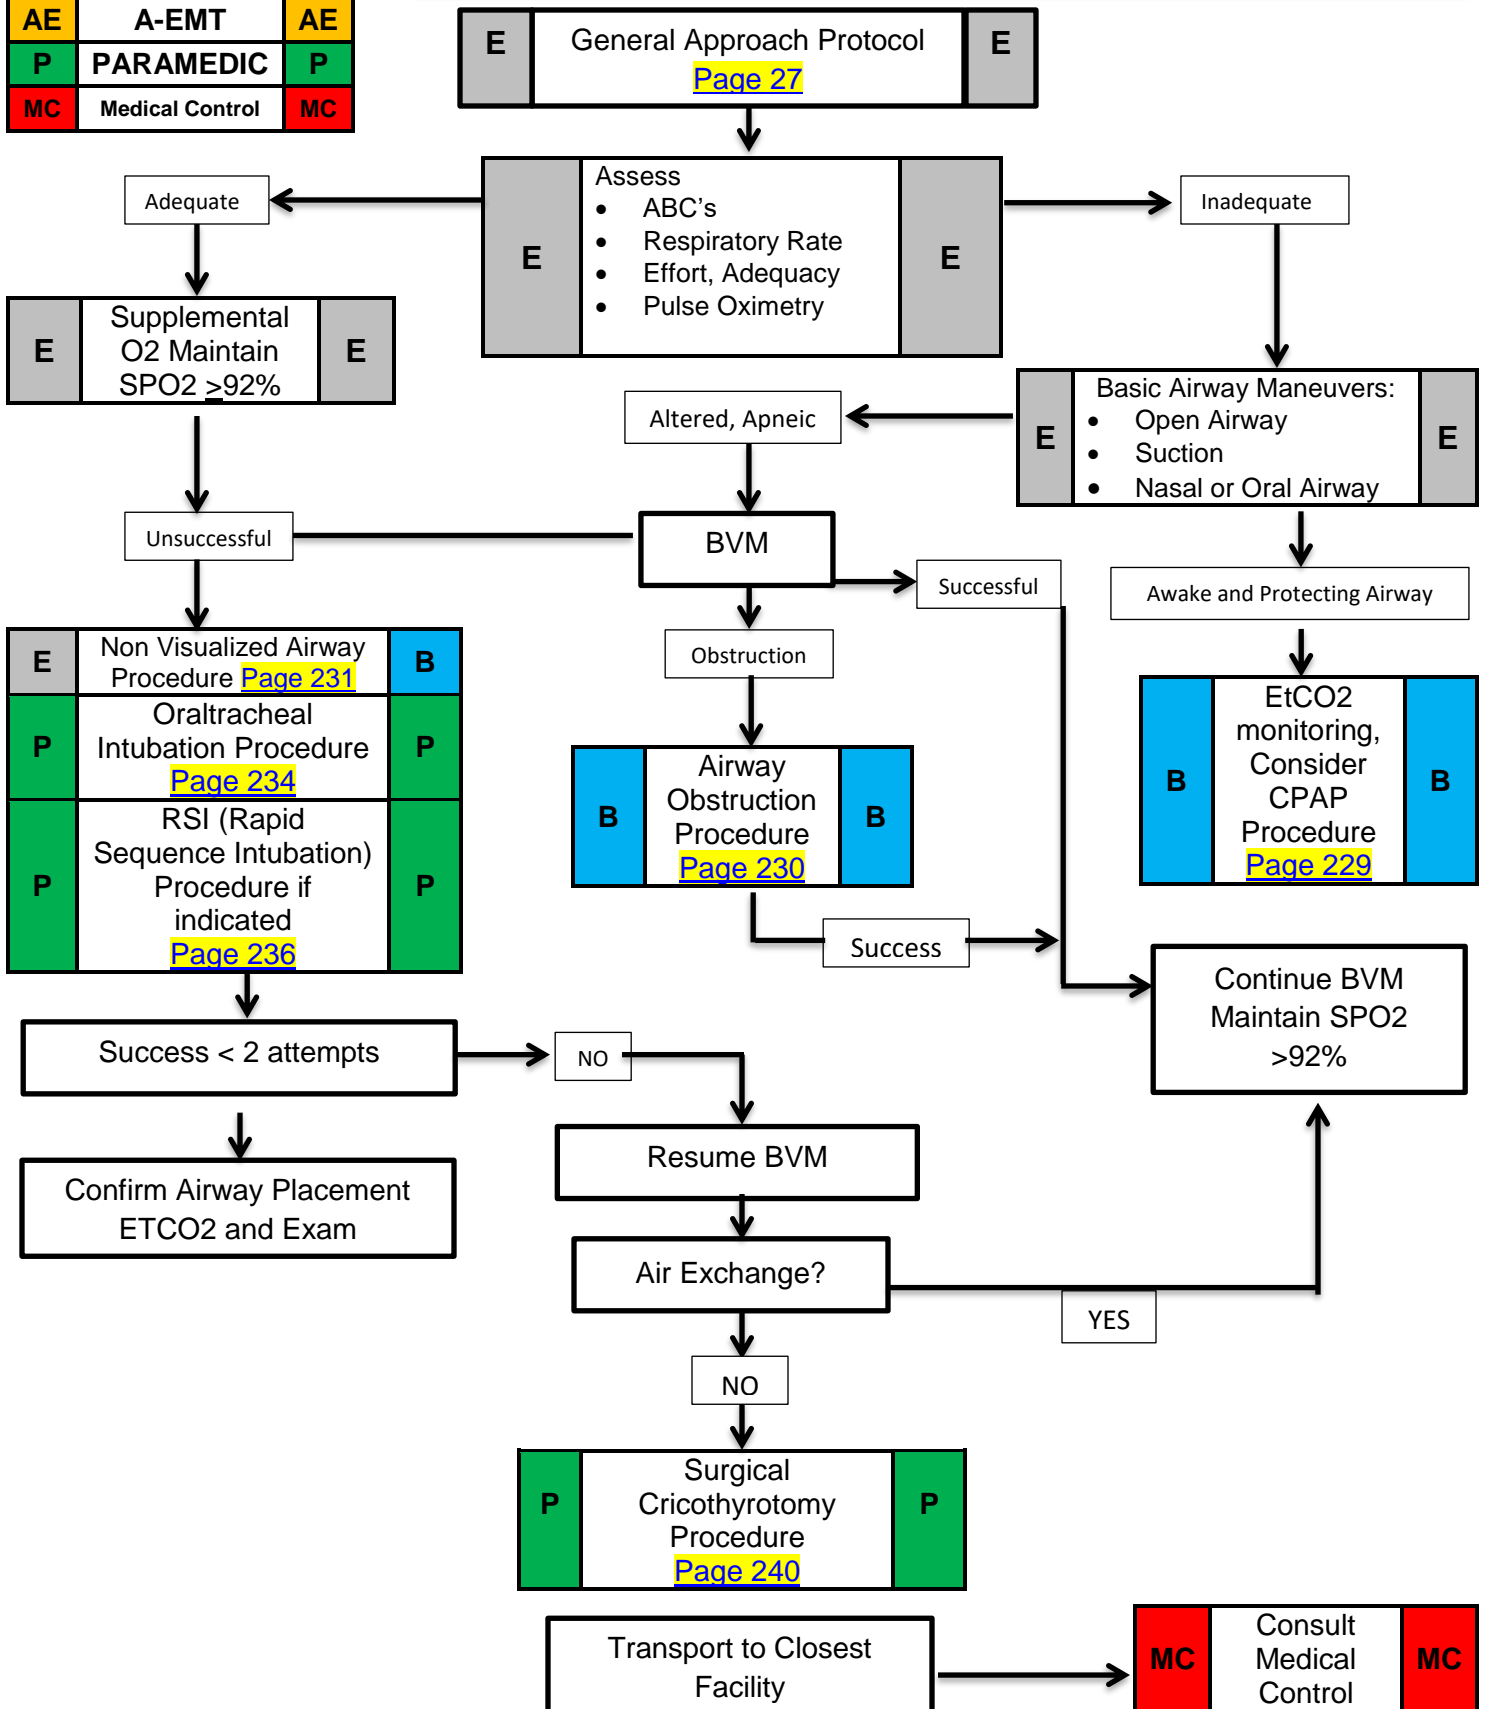 AE A-EMT AE
P PARAMEDIC P
MC Medical Control MC
E General Approach Protocol E
Page 27
Assess
• ABC’s
• Respiratory Rate
E • Effort, Adequacy E
• Pulse Oximetry
Adequate
Inadequate
Supplemental
E O2 Maintain E
SPO2 >92%
Basic Airway Maneuvers:
• Open Airway
E • Suction E
• Nasal or Oral Airway
Altered, Apneic
Unsuccessful
BVM
Successful
Awake and Protecting Airway
Obstruction
E Non Visualized Airway B
Procedure Page 231
Oraltracheal
P Intubation Procedure P
Page 234
RSI (Rapid
Sequence Intubation)
P Procedure if P
indicated
Page 236
Airway
B Obstruction B
Procedure
Page 230
EtCO2
monitoring,
B Consider B
CPAP
Procedure
Page 229
Success
Continue BVM
Maintain SPO2
>92%
Success < 2 attempts
NO
Resume BVM
Confirm Airway Placement
ETCO2 and Exam
Air Exchange?
YES
NO
Surgical
P Cricothyrotomy P
Procedure
Page 240
Transport to Closest
Facility
Consult
MC Medical MC
Control